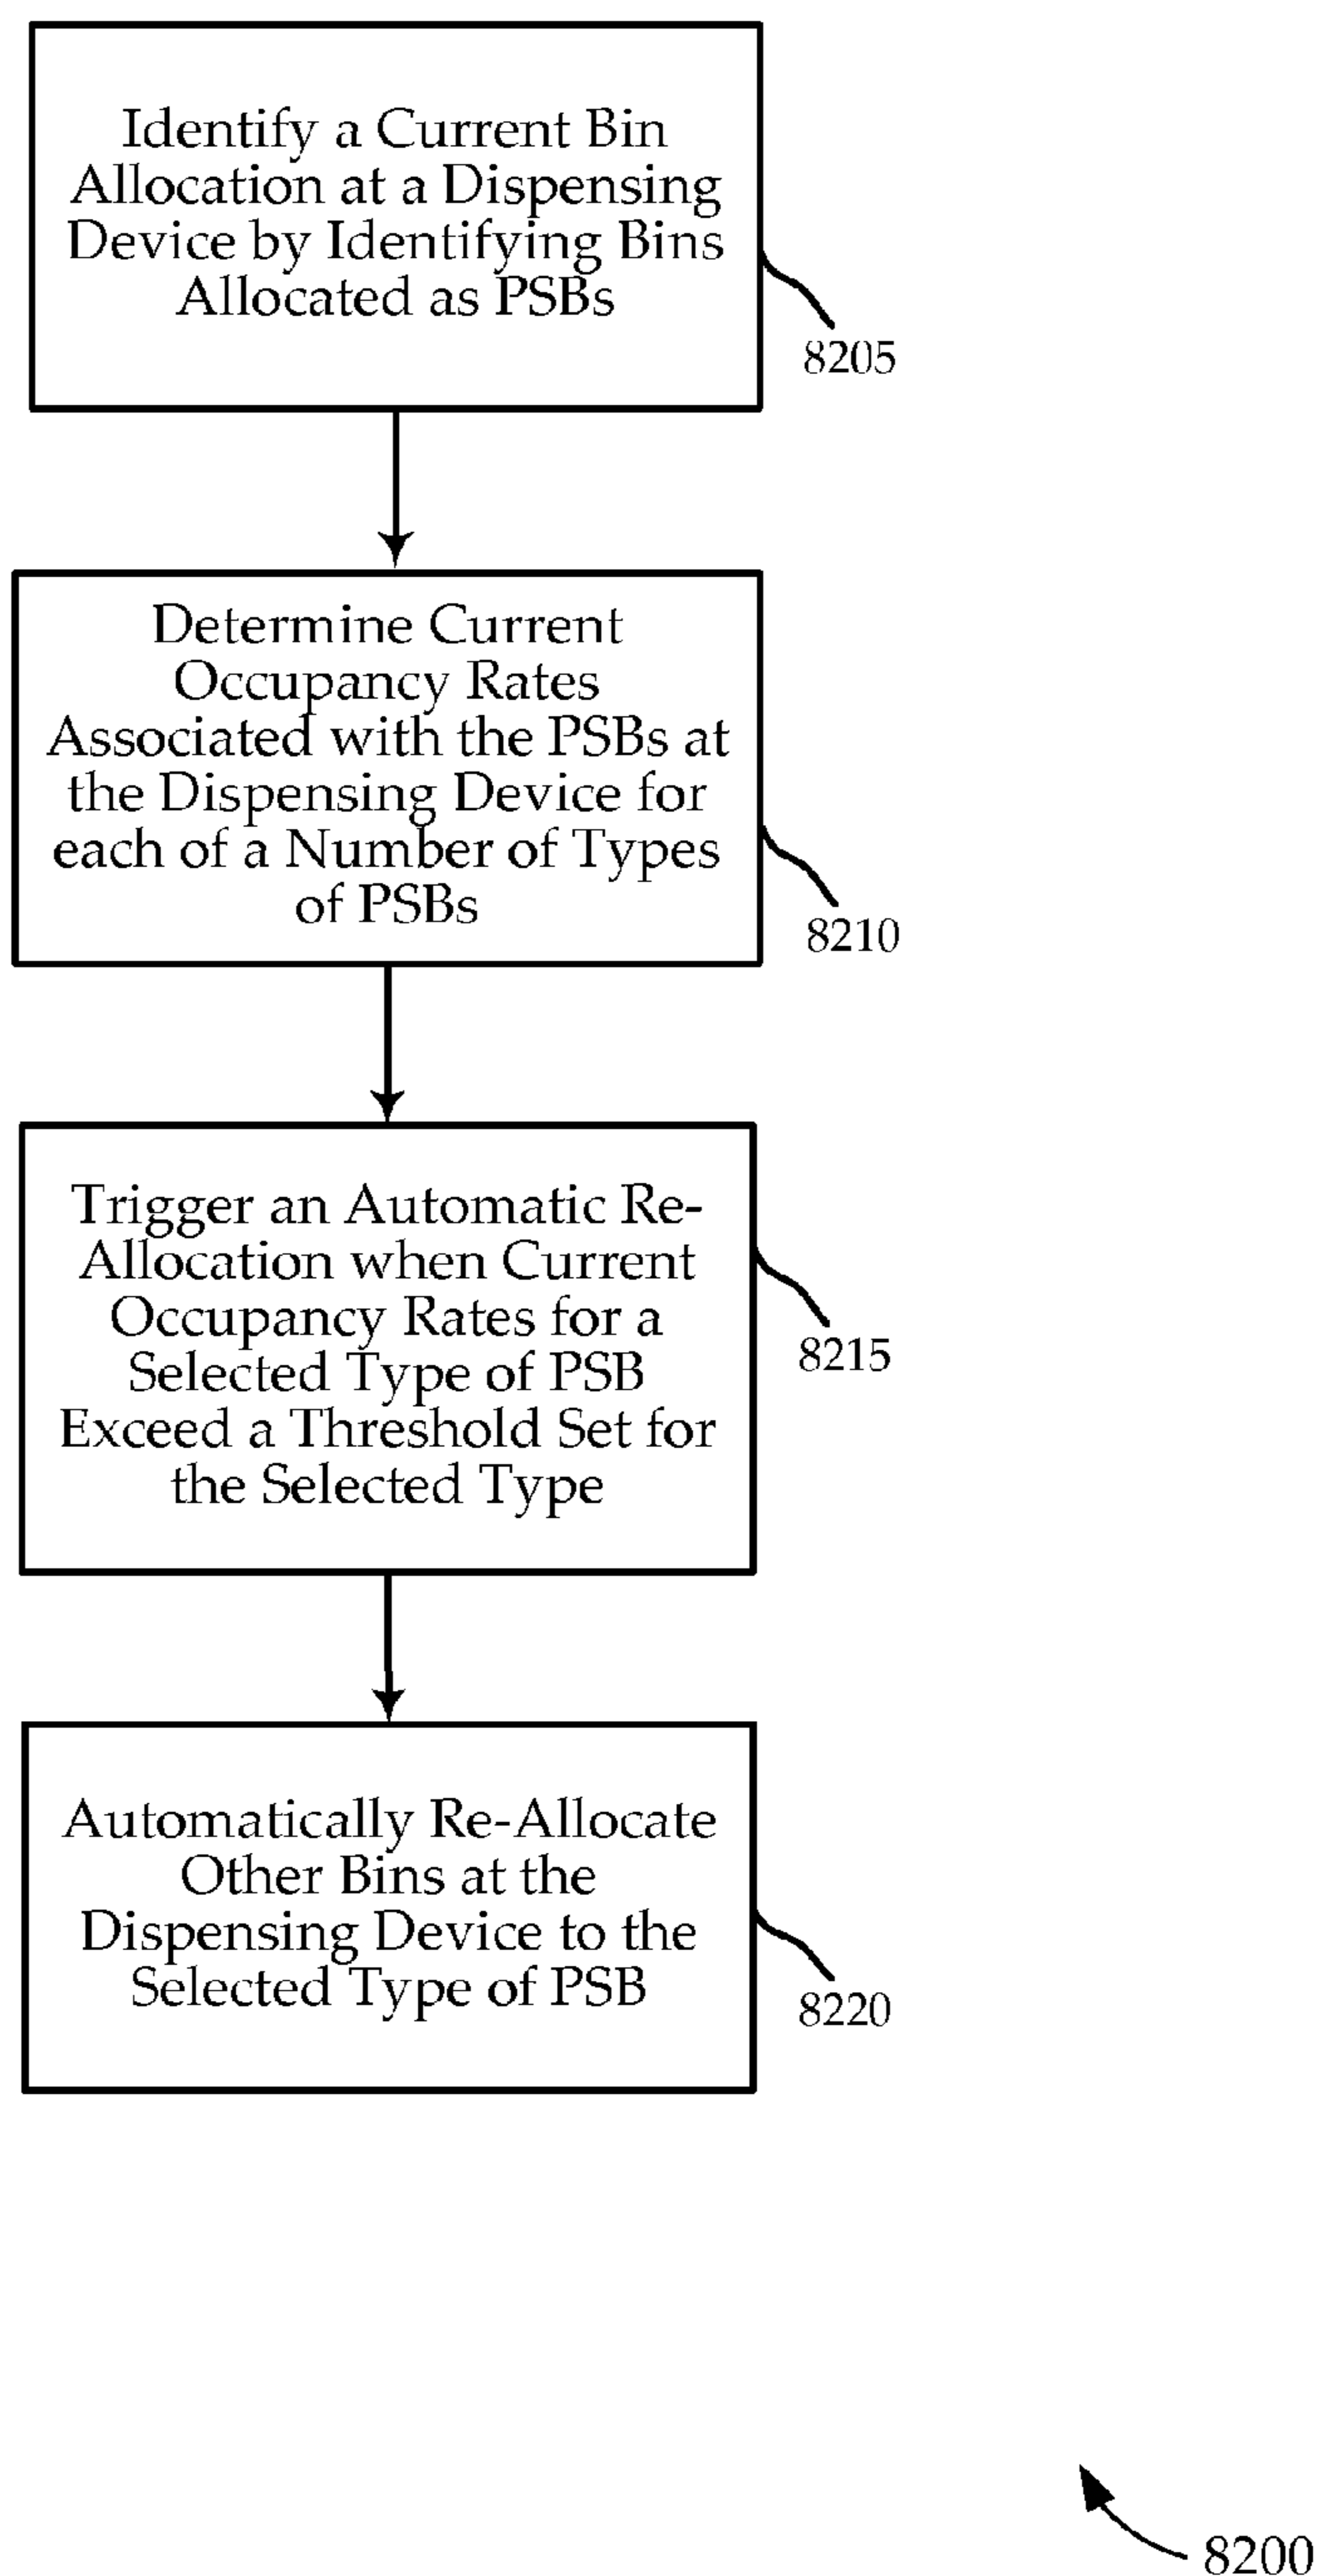 Identify a Current Bin
Allocation at a Dispensing
Device by Identifying Bins
Allocated as PSBs
8205
Determine Current
Occupancy Rates
Associated with the PSBs at
the Dispensing Device for
each of a Number of Types
of PSBs
8210
Trigger an Automatic Re-
Allocation when Current
Occupancy Rates for a
Selected Type of PSB
Exceed a Threshold Set for
the Selected Type
8215
Automatically Re-Allocate
Other Bins at the
Dispensing Device to the
Selected Type of PSB
8220
8200